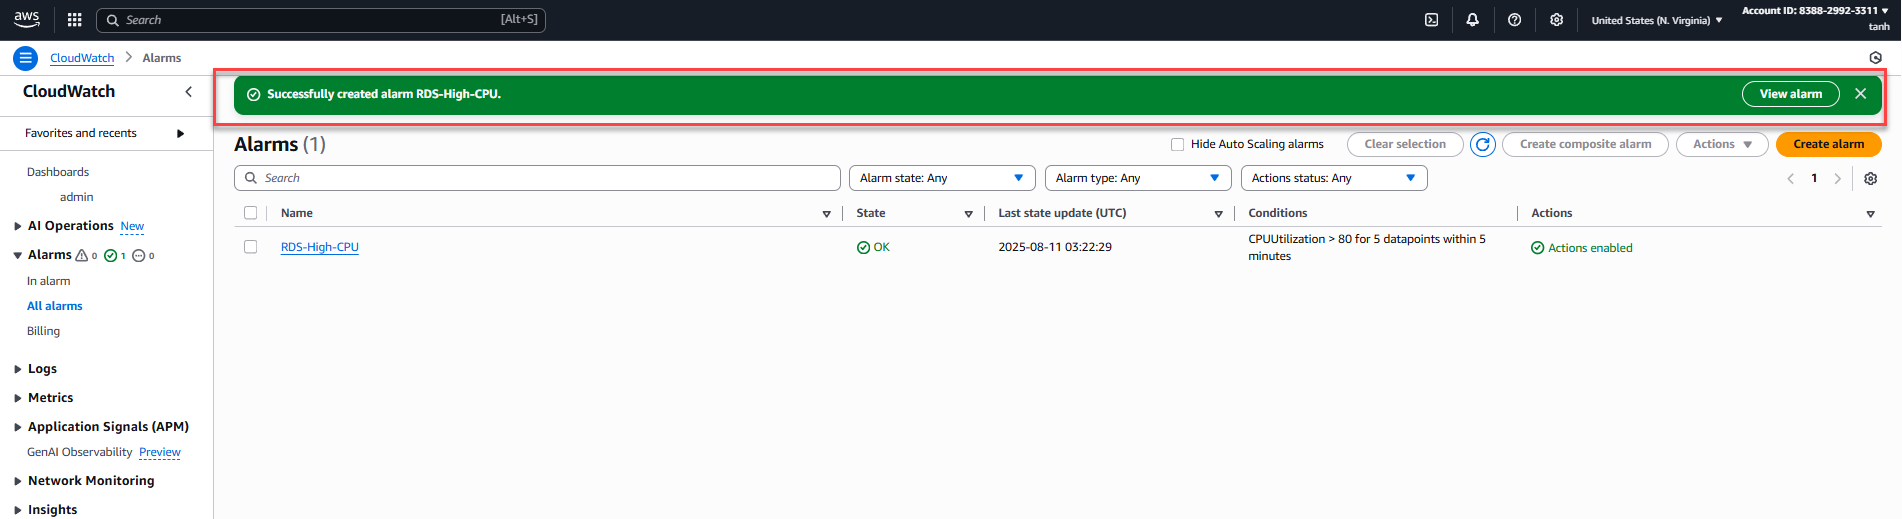 aws
Search [Alt+S]
United States (N. Virginia)
Account ID: 8388-2992-3311
tanh
CloudWatch Alarms
CloudWatch
Favorites and recents
Dashboards
admin
AI Operations New
Alarms 0 1 0
In alarm
All alarms
Billing
Logs
Metrics
Application Signals (APM)
GenAI Observability Preview
Network Monitoring
Insights
Successfully created alarm RDS-High-CPU.
View alarm
Alarms (1)
Hide Auto Scaling alarms
Clear selection
Create composite alarm
Actions
Create alarm
Search
Alarm state: Any
Alarm type: Any
Actions status: Any
1
Name State Last state update (UTC) Conditions Actions
RDS-High-CPU OK 2025-08-11 03:22:29 CPUUtilization > 80 for 5 datapoints within 5
minutes
Actions enabled